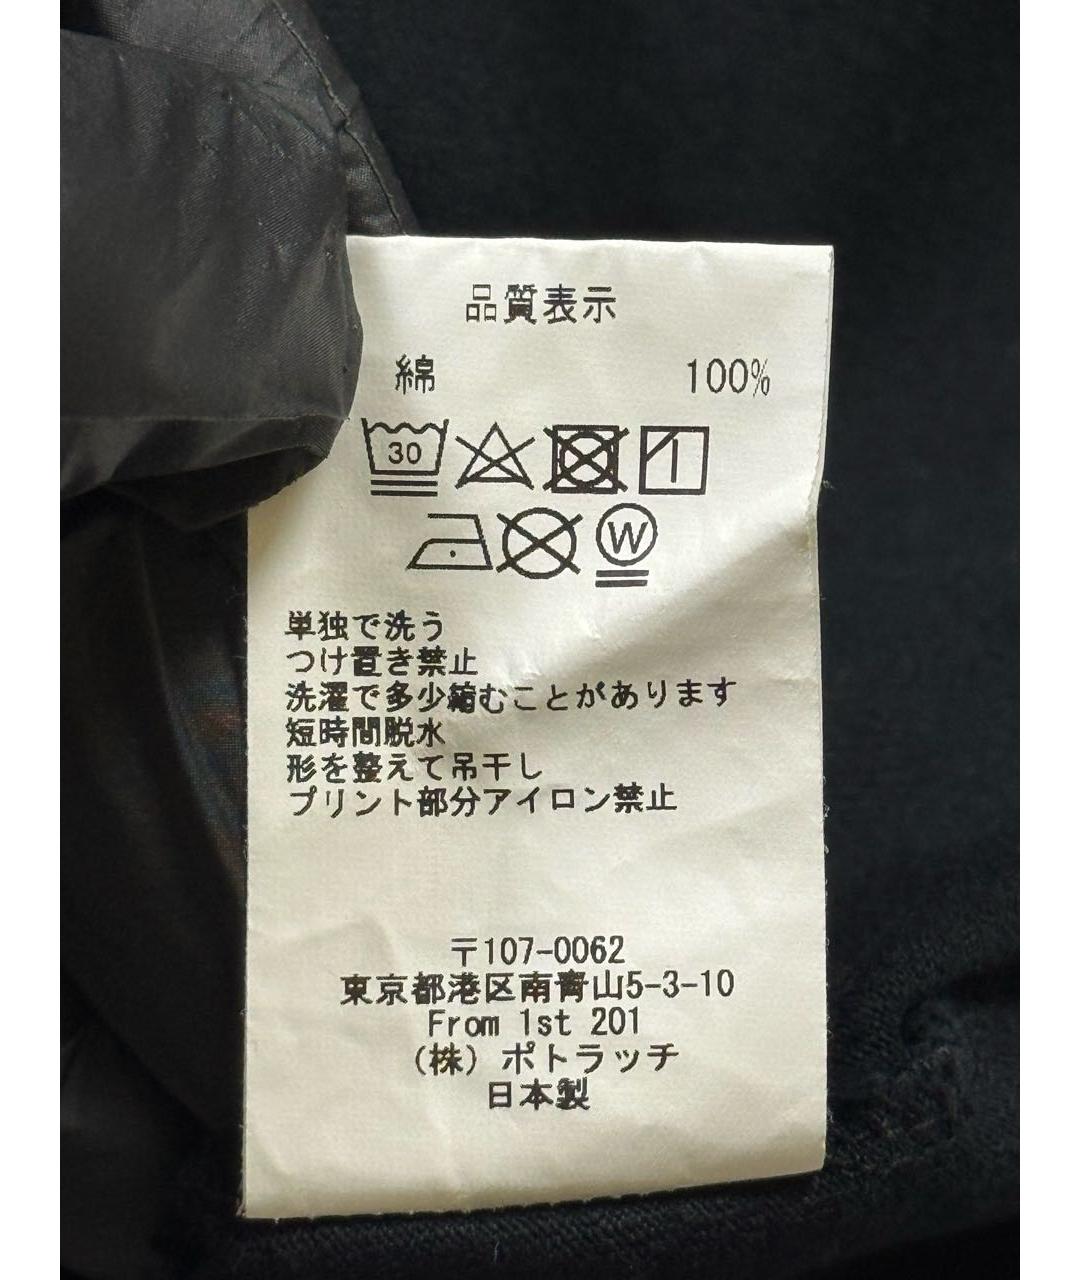 品質表示
綿 100%
30
W
単独で洗う
つけ置き禁止
洗濯で多少縮むことがあります
短時間脱水
形を整えて吊干し
プリント部分アイロン禁止
〒107-0062
東京都港区南青山5-3-10
From 1st 201
(株) ポトラッチ
日本製